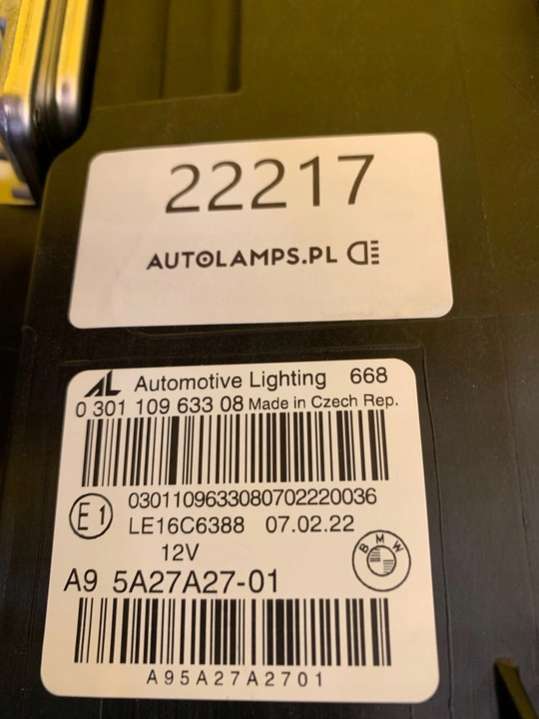 22217
AUTOLAMPS.PL
AL Automotive Lighting 668
0 301 109 633 08 Made in Czech Rep.
0301109633080702220036
E1
LE16C6388 07.02.22
12V
BMW
A9 5A27A27-01
A95A27A2701